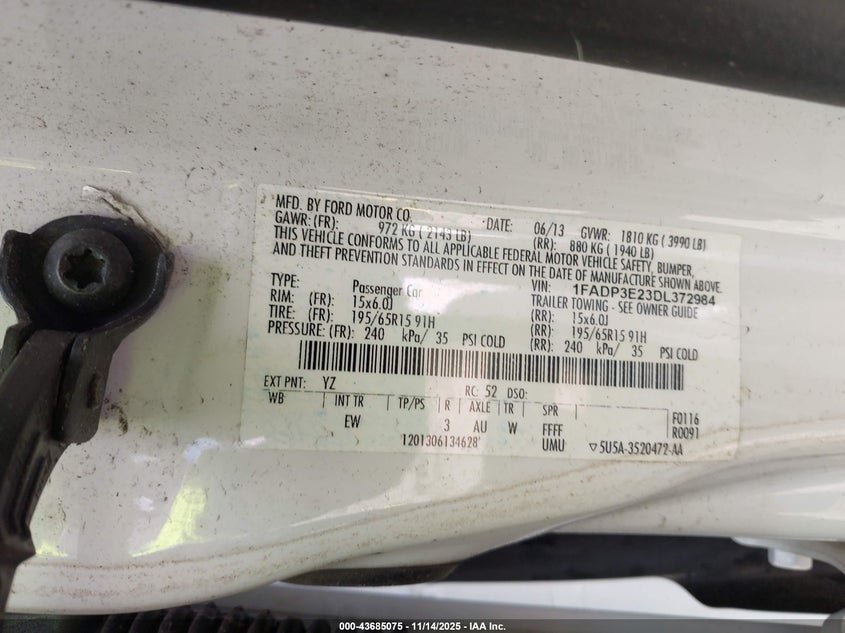 MFD. BY FORD MOTOR CO. DATE: 06/13 GVWR: 1810 KG ( 3990 LB)
GAWR: (FR): 972 KG ( 2143 LB) (RR): 880 KG ( 1940 LB)
THIS VEHICLE CONFORMS TO ALL APPLICABLE FEDERAL MOTOR VEHICLE SAFETY, BUMPER,
AND THEFT PREVENTION STANDARDS IN EFFECT ON THE DATE OF MANUFACTURE SHOWN ABOVE.
VIN: 1FADP3E23DL372984
TYPE: Passenger Car TRAILER TOWING - SEE OWNER GUIDE
RIM: (FR): 15x6.0J (RR): 15x6.0J
TIRE: (FR): 195/65R15 91H (RR): 195/65R15 91H
PRESSURE: (FR): 240 kPa/ 35 PSI COLD (RR): 240 kPa/ 35 PSI COLD
EXT PNT: YZ RC: 52 DSO:
WB INT TR TP/PS R AXLE TR SPR F0116
EW 3 AU W FFFF R0091
1201306134628' UMU ▽5U5A-3520472-AA
000-43685075 - 11/14/2025 - IAA Inc.